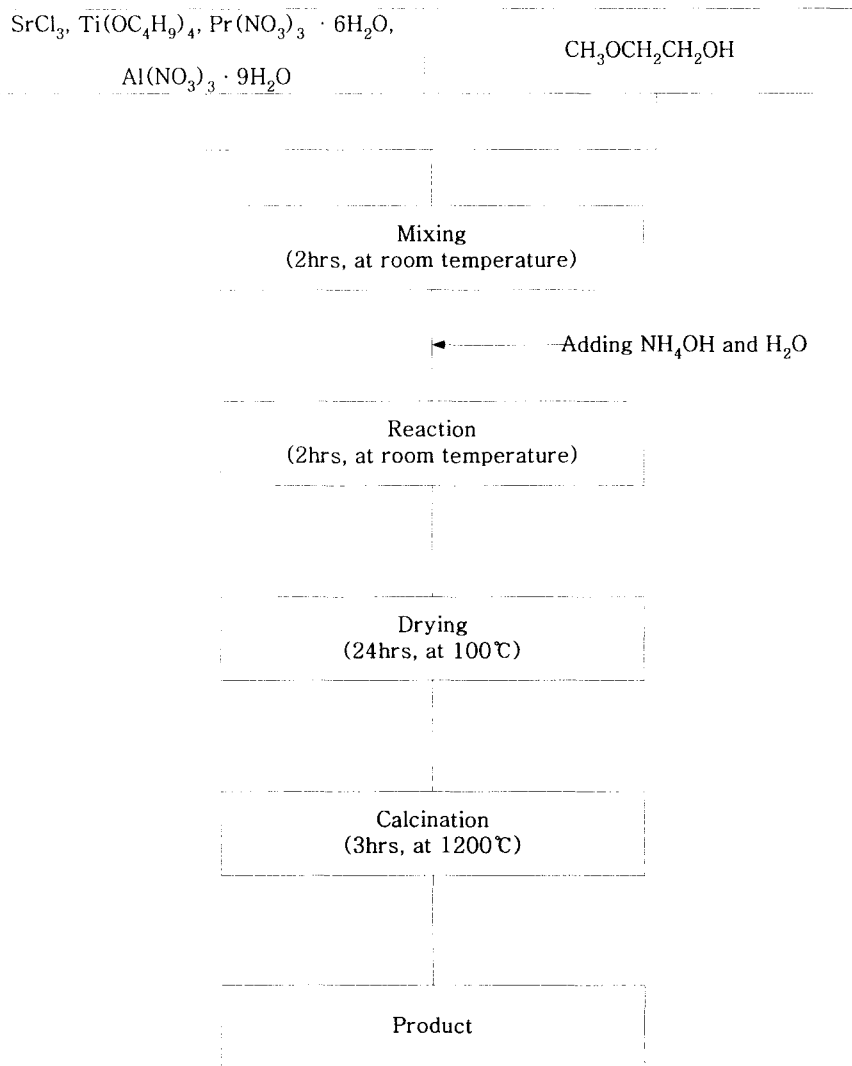 SrCl₃, Ti(OC₄H₉)₄, Pr(NO₃)₃ · 6H₂O,
Al(NO₃)₃ · 9H₂O
CH₃OCH₂CH₂OH
Mixing
(2hrs, at room temperature)
Adding NH₄OH and H₂O
Reaction
(2hrs, at room temperature)
Drying
(24hrs, at 100℃)
Calcination
(3hrs, at 1200℃)
Product